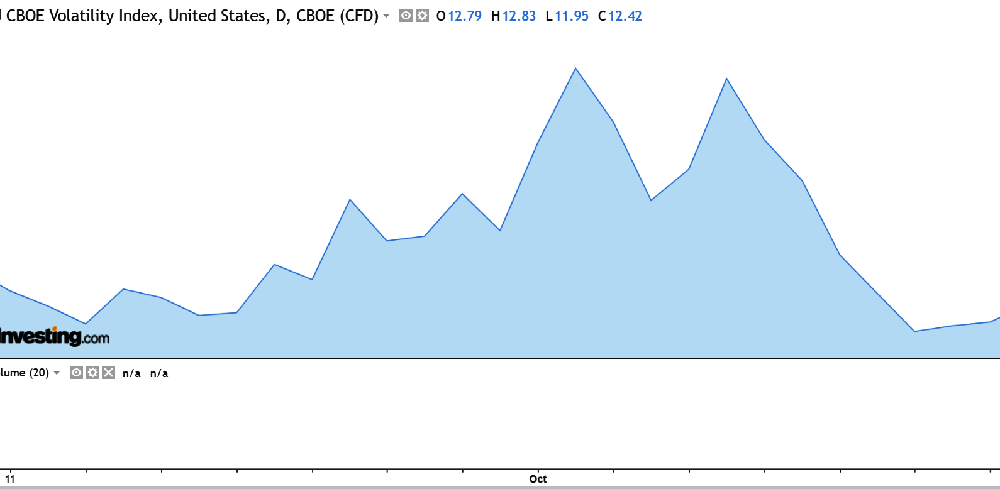 CBOE Volatility Index, United States, D, CBOE (CFD) O 12.79 H 12.83 L 11.95 C 12.42
Investing.com
lume (20) n/a n/a
11 Oct